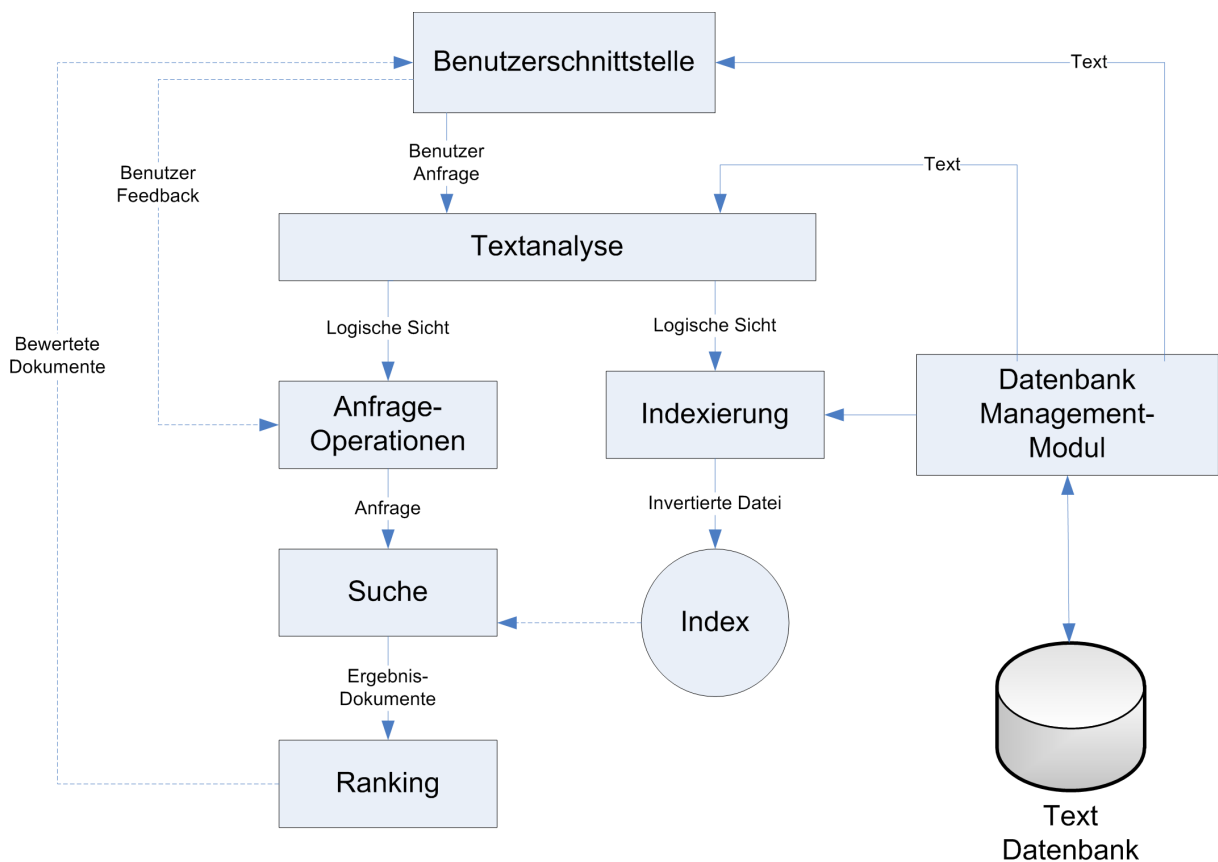 Benutzerschnittstelle
Text
Benutzer
Anfrage
Text
Benutzer
Feedback
Textanalyse
Logische Sicht
Logische Sicht
Bewertete
Dokumente
Anfrage-
Operationen
Indexierung
Datenbank
Management-
Modul
Anfrage
Invertierte Datei
Suche
Index
Ergebnis-
Dokumente
Ranking
Text
Datenbank